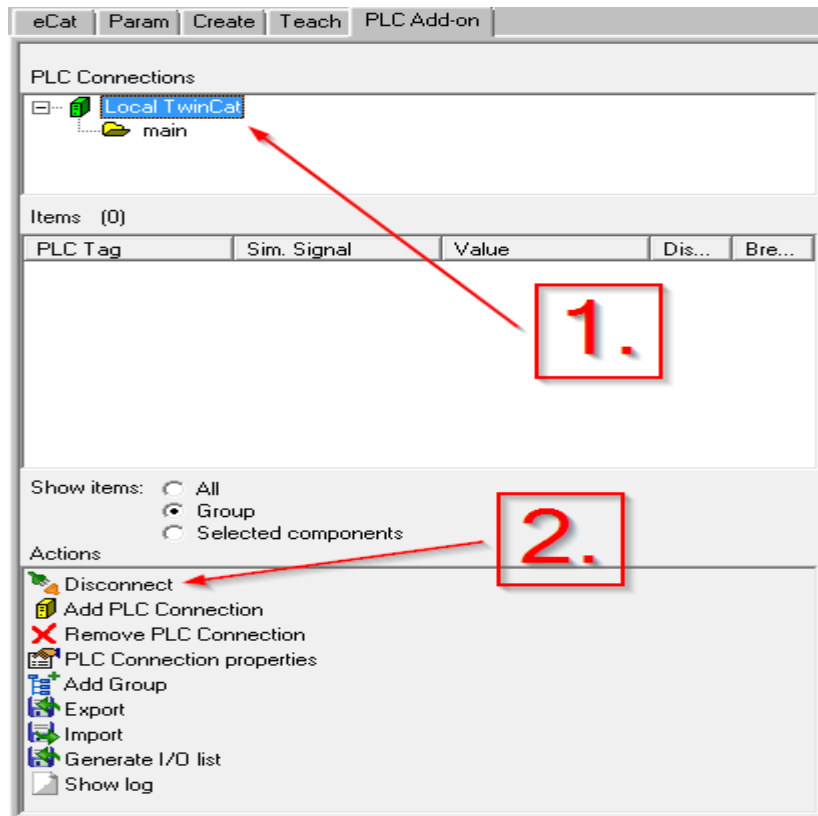 eCat Param Create Teach PLC Add-on
PLC Connections
Local TwinCat
main
Items (0)
PLC Tag Sim. Signal Value Dis... Bre...
1.
Show items: All
Group
Selected components
2.
Actions
Disconnect
Add PLC Connection
Remove PLC Connection
PLC Connection properties
Add Group
Export
Import
Generate I/O list
Show log